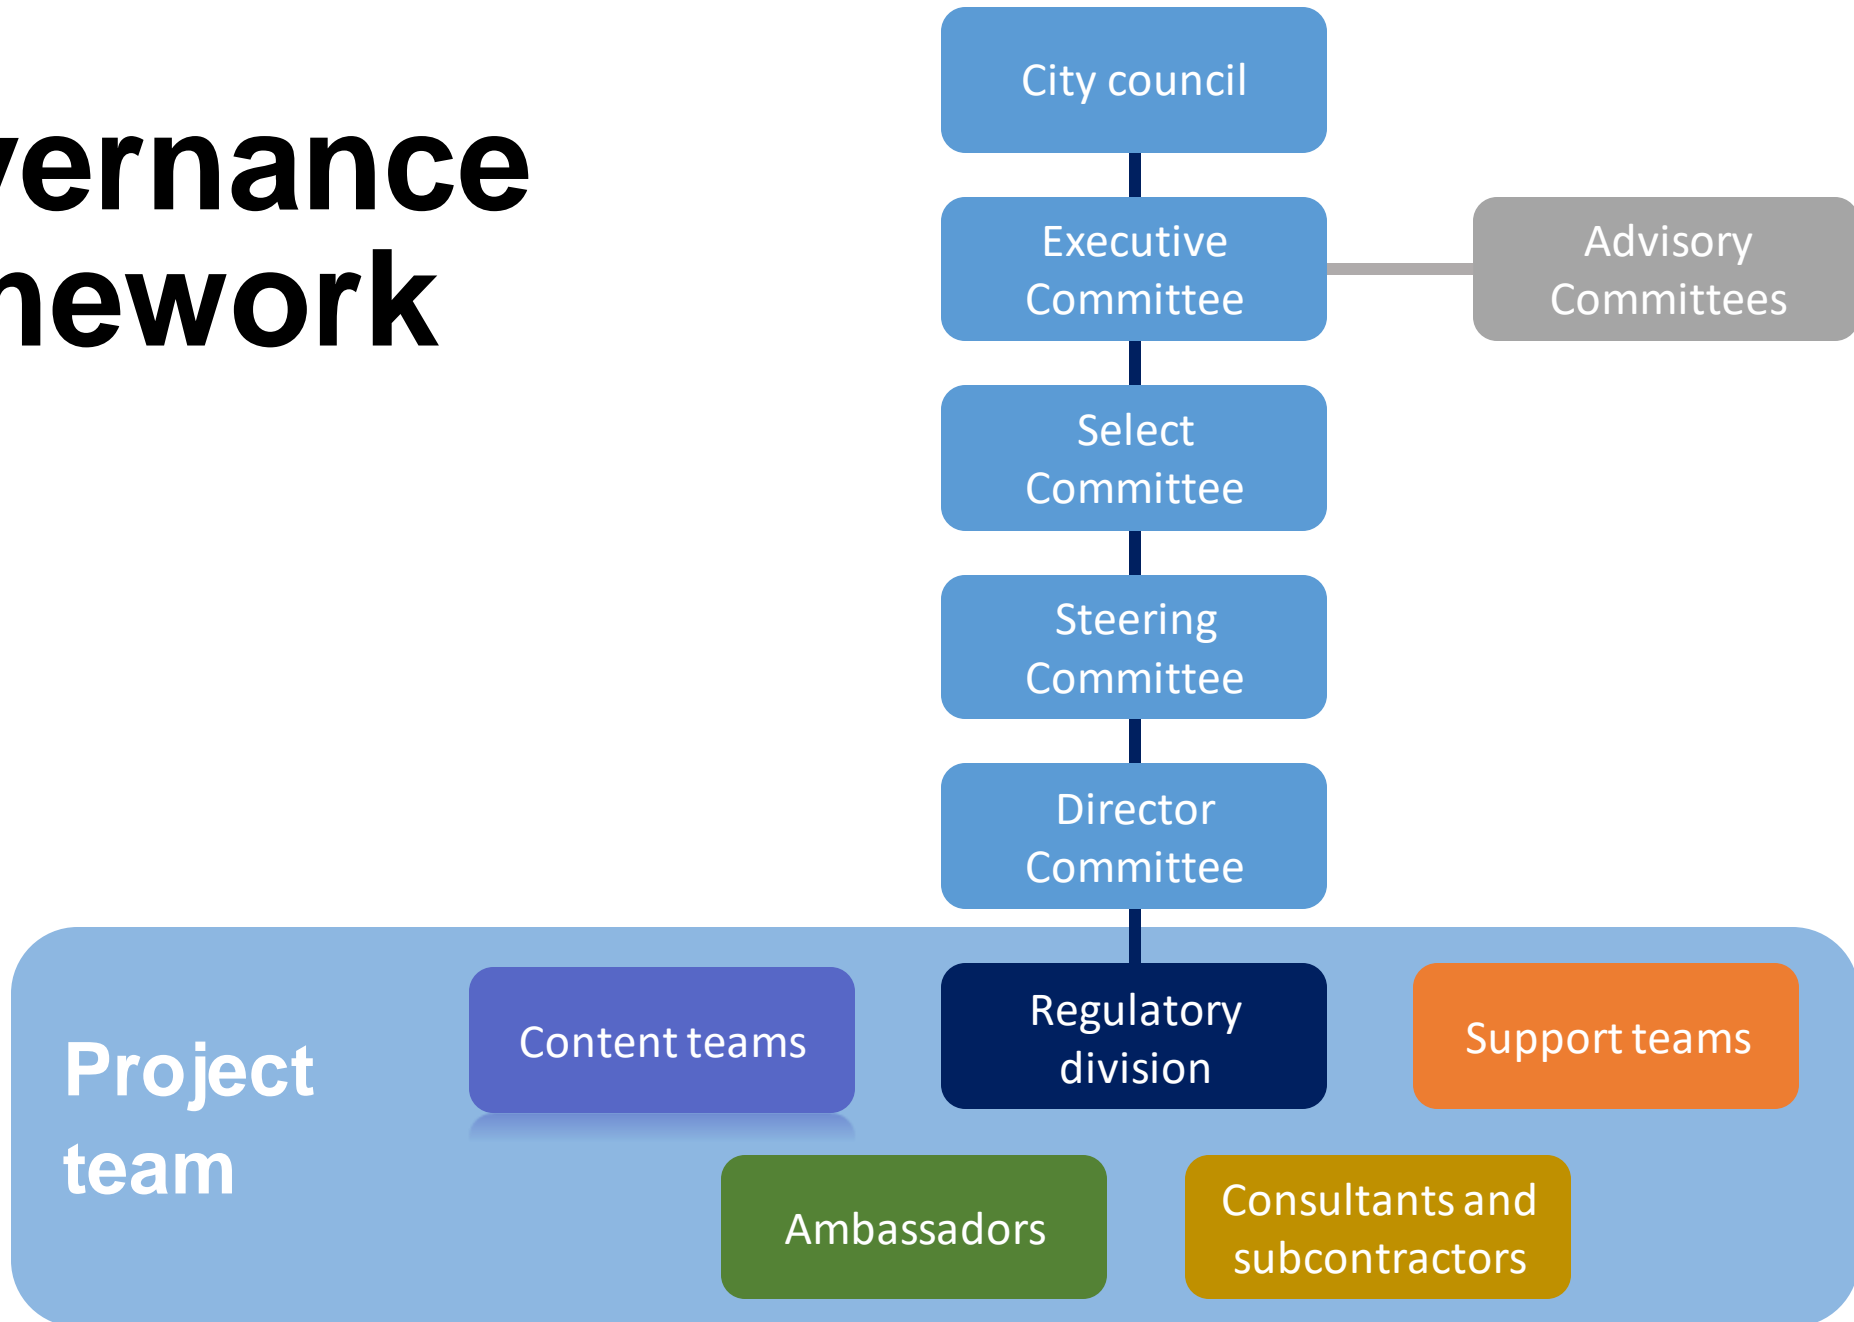 vernance
nework
City council
Executive
Committee
Advisory
Committees
Select
Committee
Steering
Committee
Director
Committee
Project
team
Content teams
Regulatory
division
Support teams
Ambassadors
Consultants and
subcontractors